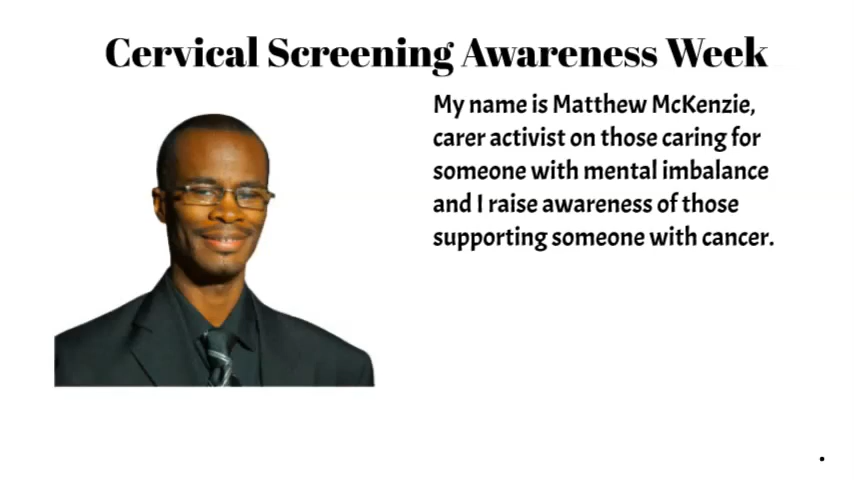 Cervical Screening Awareness Week
My name is Matthew McKenzie,
carer activist on those caring for
someone with mental imbalance
and I raise awareness of those
supporting someone with cancer.